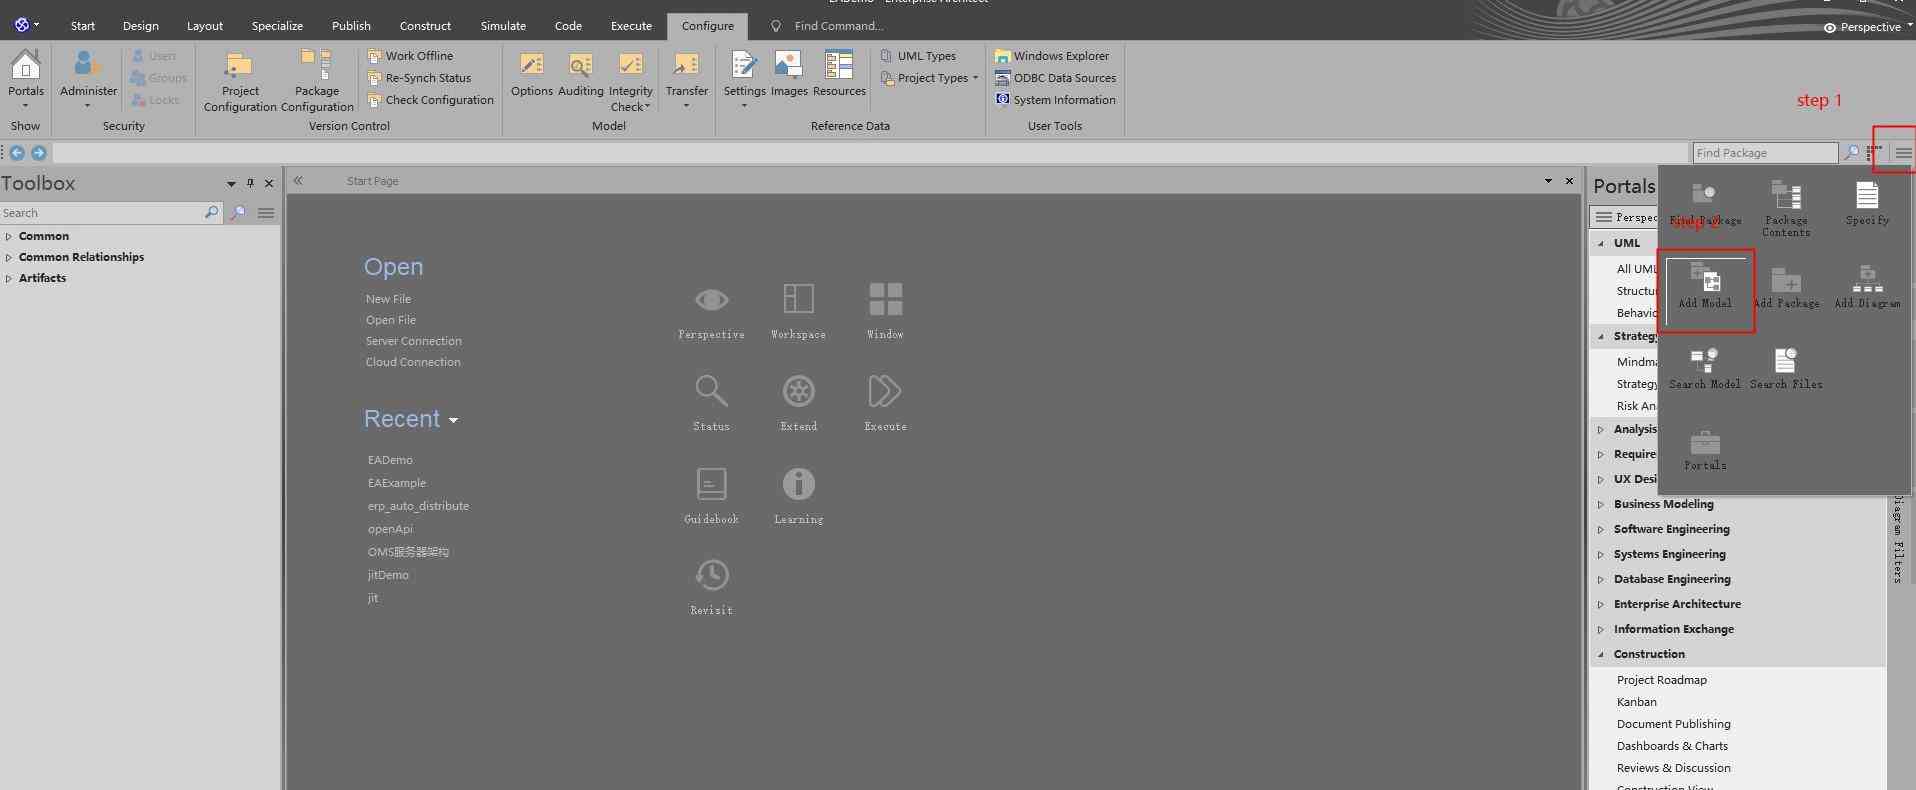 EADemo - Enterprise Architect
Start Design Layout Specialize Publish Construct Simulate Code Execute Configure Find Command... Perspective
Portals
Show
Administer
Users
Groups
Locks
Security
Project Configuration
Package Configuration
Work Offline
Re-Synch Status
Check Configuration
Version Control
Options
Auditing
Integrity Check
Model
Transfer
Settings
Images
Resources
UML Types
Project Types
Reference Data
Windows Explorer
ODBC Data Sources
System Information
User Tools
step 1
Find Package
Toolbox
Search
Common
Common Relationships
Artifacts
Start Page
Open
New File
Open File
Server Connection
Cloud Connection
Recent
EADemo
EAExample
erp_auto_distribute
openApi
OMS服务器架构
jitDemo
jit
Perspective
Workspace
Window
Status
Extend
Execute
Guidebook
Learning
Revisit
Portals
Perspec
UML
All UML
Structu
Behavio
Strategy
Mindma
Strategy
Risk An
Analysis
Require
UX Desi
Business Modeling
Software Engineering
Systems Engineering
Database Engineering
Enterprise Architecture
Information Exchange
Construction
Project Roadmap
Kanban
Document Publishing
Dashboards & Charts
Reviews & Discussion
Construction View
Find Package
Package Contents
Specify
step 2
Add Model
Add Package
Add Diagram
Search Model
Search Files
Portals
Diagram Filters